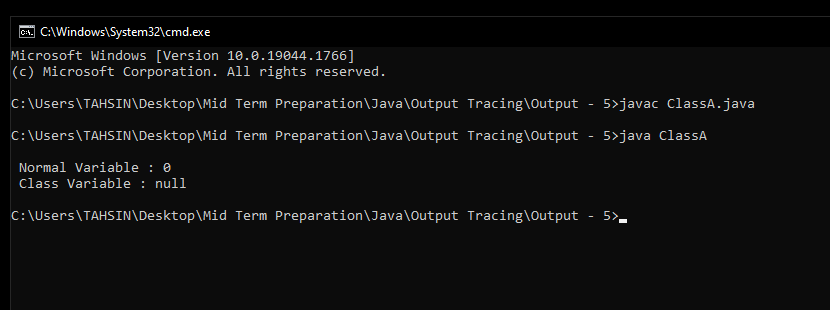 C:\Windows\System32\cmd.exe
Microsoft Windows [Version 10.0.19044.1766]
(c) Microsoft Corporation. All rights reserved.
C:\Users\TAHSIN\Desktop\Mid Term Preparation\Java\Output Tracing\Output - 5>javac ClassA.java
C:\Users\TAHSIN\Desktop\Mid Term Preparation\Java\Output Tracing\Output - 5>java ClassA
Normal Variable : 0
Class Variable : null
C:\Users\TAHSIN\Desktop\Mid Term Preparation\Java\Output Tracing\Output - 5>